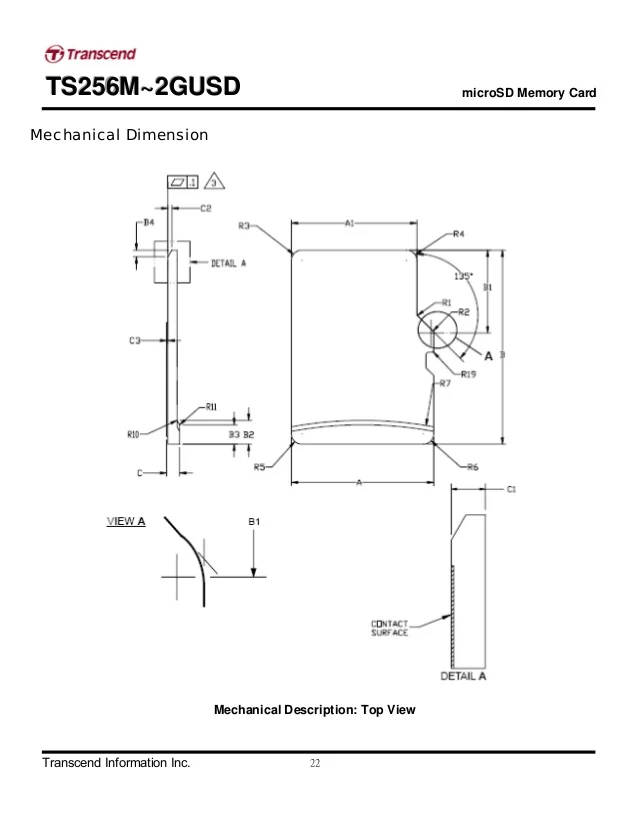 Transcend
TS256M~2GUSD
microSD Memory Card
Mechanical Dimension
.1 3
C2
B4
DETAIL A
C3
R11
R10
B3 B2
C
A1
R3
R4
135°
B1
R1
R2
A
B
R19
R7
R5
R6
A
C1
VIEW A
B1
CONTACT
SURFACE
DETAIL A
Mechanical Description: Top View
Transcend Information Inc.
22